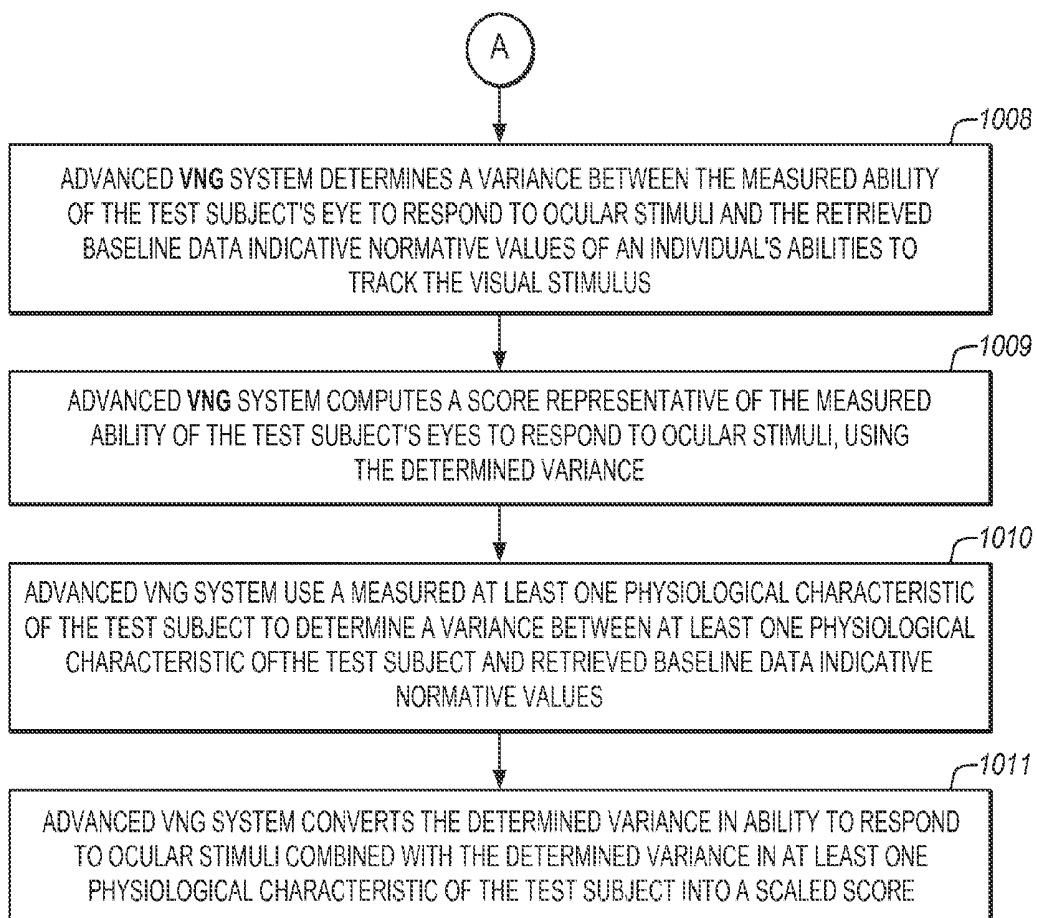 A
1008
ADVANCED VNG SYSTEM DETERMINES A VARIANCE BETWEEN THE MEASURED ABILITY
OF THE TEST SUBJECT'S EYE TO RESPOND TO OCULAR STIMULI AND THE RETRIEVED
BASELINE DATA INDICATIVE NORMATIVE VALUES OF AN INDIVIDUAL'S ABILITIES TO
TRACK THE VISUAL STIMULUS
1009
ADVANCED VNG SYSTEM COMPUTES A SCORE REPRESENTATIVE OF THE MEASURED
ABILITY OF THE TEST SUBJECT'S EYES TO RESPOND TO OCULAR STIMULI, USING
THE DETERMINED VARIANCE
1010
ADVANCED VNG SYSTEM USE A MEASURED AT LEAST ONE PHYSIOLOGICAL CHARACTERISTIC
OF THE TEST SUBJECT TO DETERMINE A VARIANCE BETWEEN AT LEAST ONE PHYSIOLOGICAL
CHARACTERISTIC OFTHE TEST SUBJECT AND RETRIEVED BASELINE DATA INDICATIVE
NORMATIVE VALUES
1011
ADVANCED VNG SYSTEM CONVERTS THE DETERMINED VARIANCE IN ABILITY TO RESPOND
TO OCULAR STIMULI COMBINED WITH THE DETERMINED VARIANCE IN AT LEAST ONE
PHYSIOLOGICAL CHARACTERISTIC OF THE TEST SUBJECT INTO A SCALED SCORE